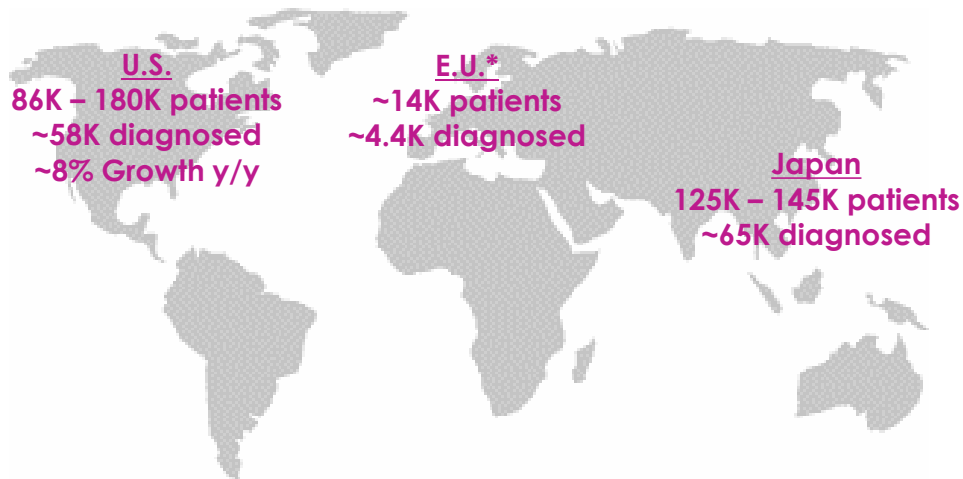 U.S.
86K – 180K patients
~58K diagnosed
~8% Growth y/y
E.U.*
~14K patients
~4.4K diagnosed
Japan
125K – 145K patients
~65K diagnosed